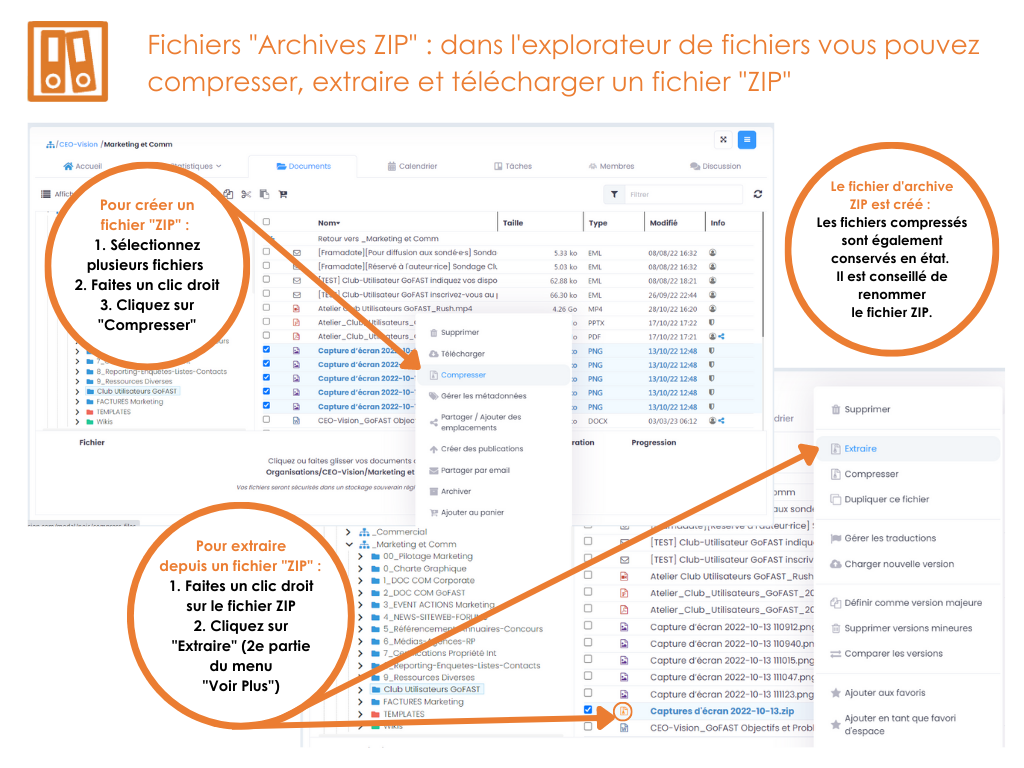 Fichiers "Archives ZIP" : dans l'explorateur de fichiers vous pouvez
compresser, extraire et télécharger un fichier "ZIP"
/CEO-Vision /Marketing et Comm
Accueil
Statistiques
Documents
Calendrier
Tâches
Membres
Discussion
Filtrer
Pour créer un
fichier "ZIP" :
1. Sélectionnez
plusieurs fichiers
2. Faites un clic droit
3. Cliquez sur
"Compresser"
Nom
Taille
Type
Modifié
Info
Retour vers _Marketing et Comm
[Framadate][Pour diffusion aux sondé·e·s] Sonda
5.33 ko EML 08/08/22 16:32
[Framadate][Réservé à l'auteur·rice] Sondage Clu
5.03 ko EML 08/08/22 16:32
[TEST] Club-Utilisateur GoFAST indiquez vos dispo
62.88 ko EML 08/08/22 18:21
[TEST] Club-Utilisateur GoFAST inscrivez-vous au
66.30 ko EML 26/09/22 22:44
Atelier Club Utilisateurs GoFAST_Rush.mp4
4.26 Go MP4 28/10/22 16:20
Atelier_Club_Utilisateurs_
PPTX 17/10/22 17:22
Atelier_Club_Utilisateurs_
PDF 17/10/22 17:21
Capture d'écran 2022-10-
ko PNG 13/10/22 12:48
Capture d'écran 2022-10-
ko PNG 13/10/22 12:48
Capture d'écran 2022-10-1
ko PNG 13/10/22 12:48
Capture d'écran 2022-10-1
ko PNG 13/10/22 12:48
Capture d'écran 2022-10-1
ko PNG 13/10/22 12:48
CEO-Vision_GoFAST Objec
ko DOCX 03/03/23 06:12
8_Reporting-Enquetes-Listes-Contacts
9_Ressources Diverses
Club Utilisateurs GoFAST
FACTURES Marketing
TEMPLATES
Wikis
Supprimer
Télécharger
Compresser
Gérer les métadonnées
Partager / Ajouter des
emplacements
Créer des publications
Partager par email
Archiver
Ajouter au panier
Fichier
ration
Progression
Cliquez ou faites glisser vos documents
Organisations/CEO-Vision/Marketing et
Vos fichiers seront sécurisés dans un stockage souverain
Le fichier d'archive
ZIP est créé :
Les fichiers compressés
sont également
conservés en état.
Il est conseillé de
renommer
le fichier ZIP.
Pour extraire
depuis un fichier "ZIP" :
1. Faites un clic droit
sur le fichier ZIP
2. Cliquez sur
"Extraire" (2e partie
du menu
"Voir Plus")
_Commercial
_Marketing et Comm
00_Pilotage Marketing
0_Charte Graphique
1_DOC COM Corporate
2_DOC COM GoFAST
3_EVENT ACTIONS Marketing
4_NEWS-SITEWEB-FORUMS
5_Référencement-Annuaires-Concours
6_Médias-Agences-RP
7_Certifications Propriété Int
_Reporting-Enquetes-Listes-Contacts
9_Ressources Diverses
Club Utilisateurs GoFAST
FACTURES Marketing
TEMPLATES
Wikis
drier
omm
aux sond
[Framadate][Réservé à l'auteur·rice]
[TEST] Club-Utilisateur GoFAST indiqu
[TEST] Club-Utilisateur GoFAST inscriv
Atelier Club Utilisateurs GoFAST_Rush
Atelier_Club_Utilisateurs_GoFAST_20
Atelier_Club_Utilisateurs_GoFAST_20
Capture d'écran 2022-10-13 110912.png
Capture d'écran 2022-10-13 110940.pn
Capture d'écran 2022-10-13 111015.png
Capture d'écran 2022-10-13 111047.png
Capture d'écran 2022-10-13 111123.png
Captures d'écran 2022-10-13.zip
CEO-Vision_GoFAST Objectifs et Probl
Supprimer
Extraire
Compresser
Dupliquer ce fichier
Gérer les traductions
Charger nouvelle version
Définir comme version majeure
Supprimer versions mineures
Comparer les versions
Ajouter aux favoris
Ajouter en tant que favori
d'espace